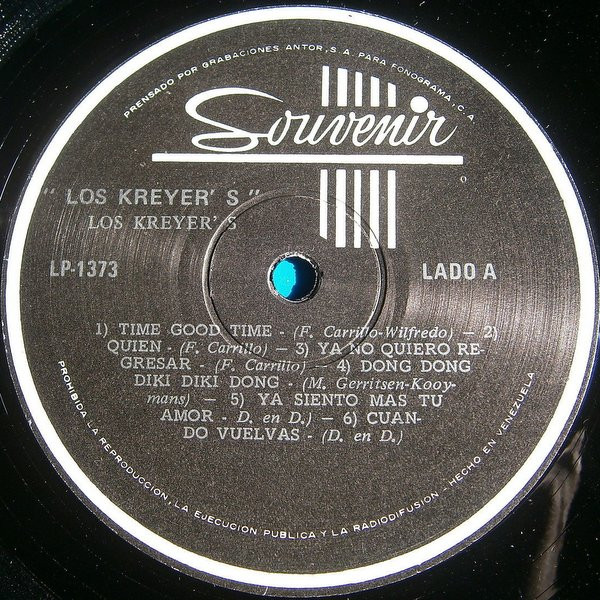 PRENSADO POR GRABACIONES ANTOR, S.A. PARA FONOGRAMA, C.A.
Souvenir
" LOS KREYER' S "
LOS KREYER' S
LP-1373
LADO A
1) TIME GOOD TIME - (F. Carrillo-Wilfredo) — 2)
QUIEN - (F. Carrillo) — 3) YA NO QUIERO RE-
GRESAR - (F. Carrillo) — 4) DONG DONG
DIKI DIKI DONG - (M. Gerritsen-Kooy-
mans) — 5) YA SIENTO MAS TU
AMOR - D. en D.) — 6) CUAN-
DO VUELVAS - (D. en D.)
PROHIBIDA LA REPRODUCCION, LA EJECUCION PUBLICA Y LA RADIODIFUSION - HECHO EN VENEZUELA